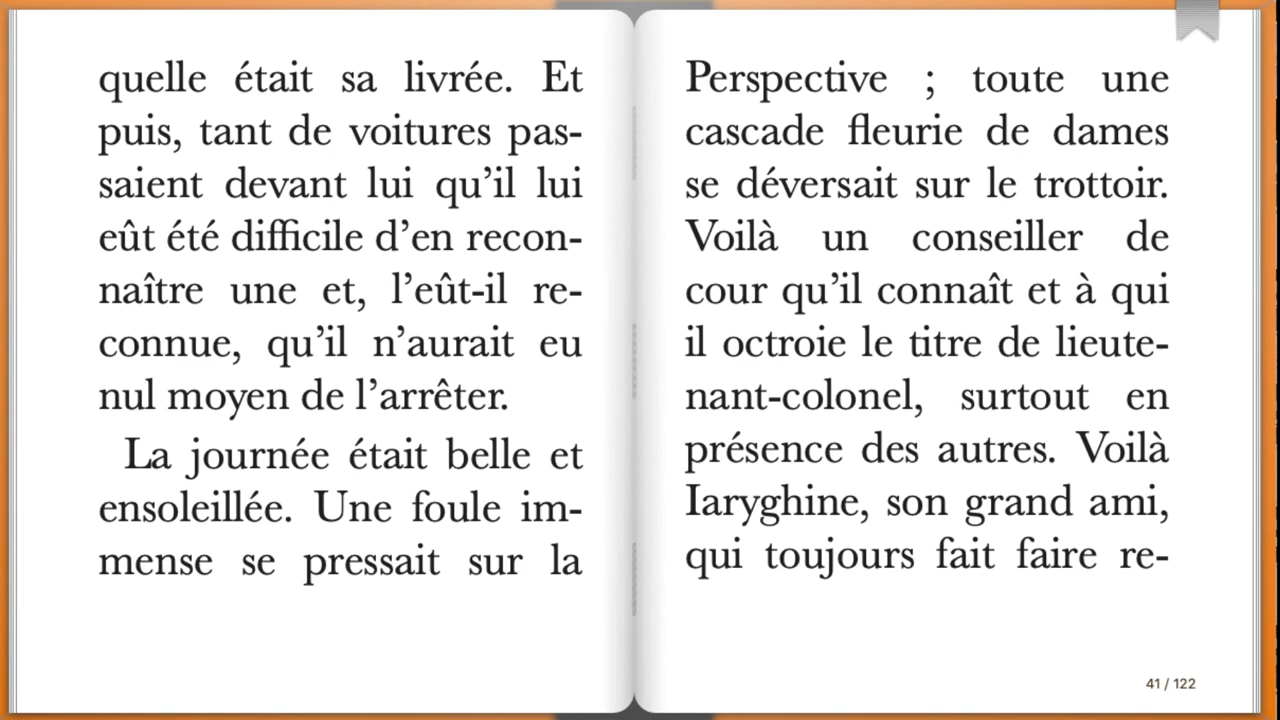 quelle était sa livrée. Et
puis, tant de voitures pas-
saient devant lui qu’il lui
eût été difficile d’en recon-
naître une et, l’eût-il re-
connue, qu’il n’aurait eu
nul moyen de l’arrêter.
La journée était belle et
ensoleillée. Une foule im-
mense se pressait sur la
Perspective ; toute une
cascade fleurie de dames
se déversait sur le trottoir.
Voilà un conseiller de
cour qu’il connaît et à qui
il octroie le titre de lieute-
nant-colonel, surtout en
présence des autres. Voilà
Iaryghine, son grand ami,
qui toujours fait faire re-
41 / 122